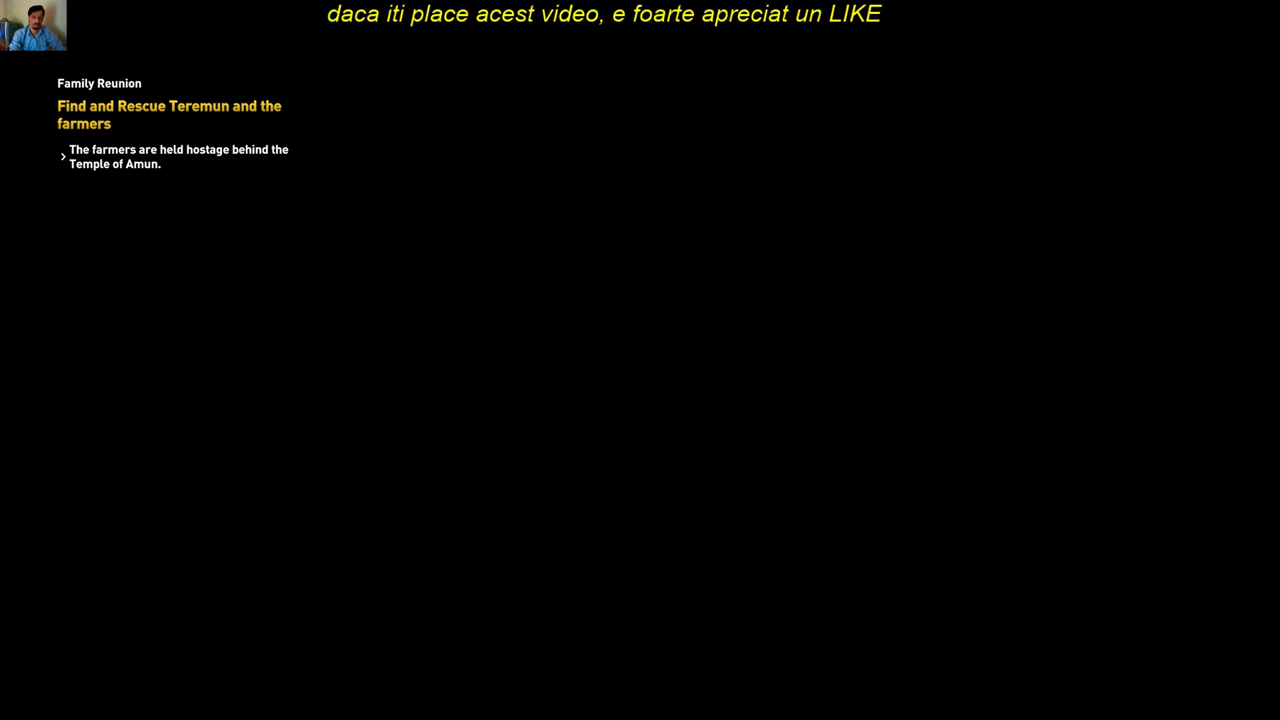 daca iti place acest video, e foarte apreciat un LIKE
Family Reunion
Find and Rescue Teremun and the
farmers
The farmers are held hostage behind the
Temple of Amun.